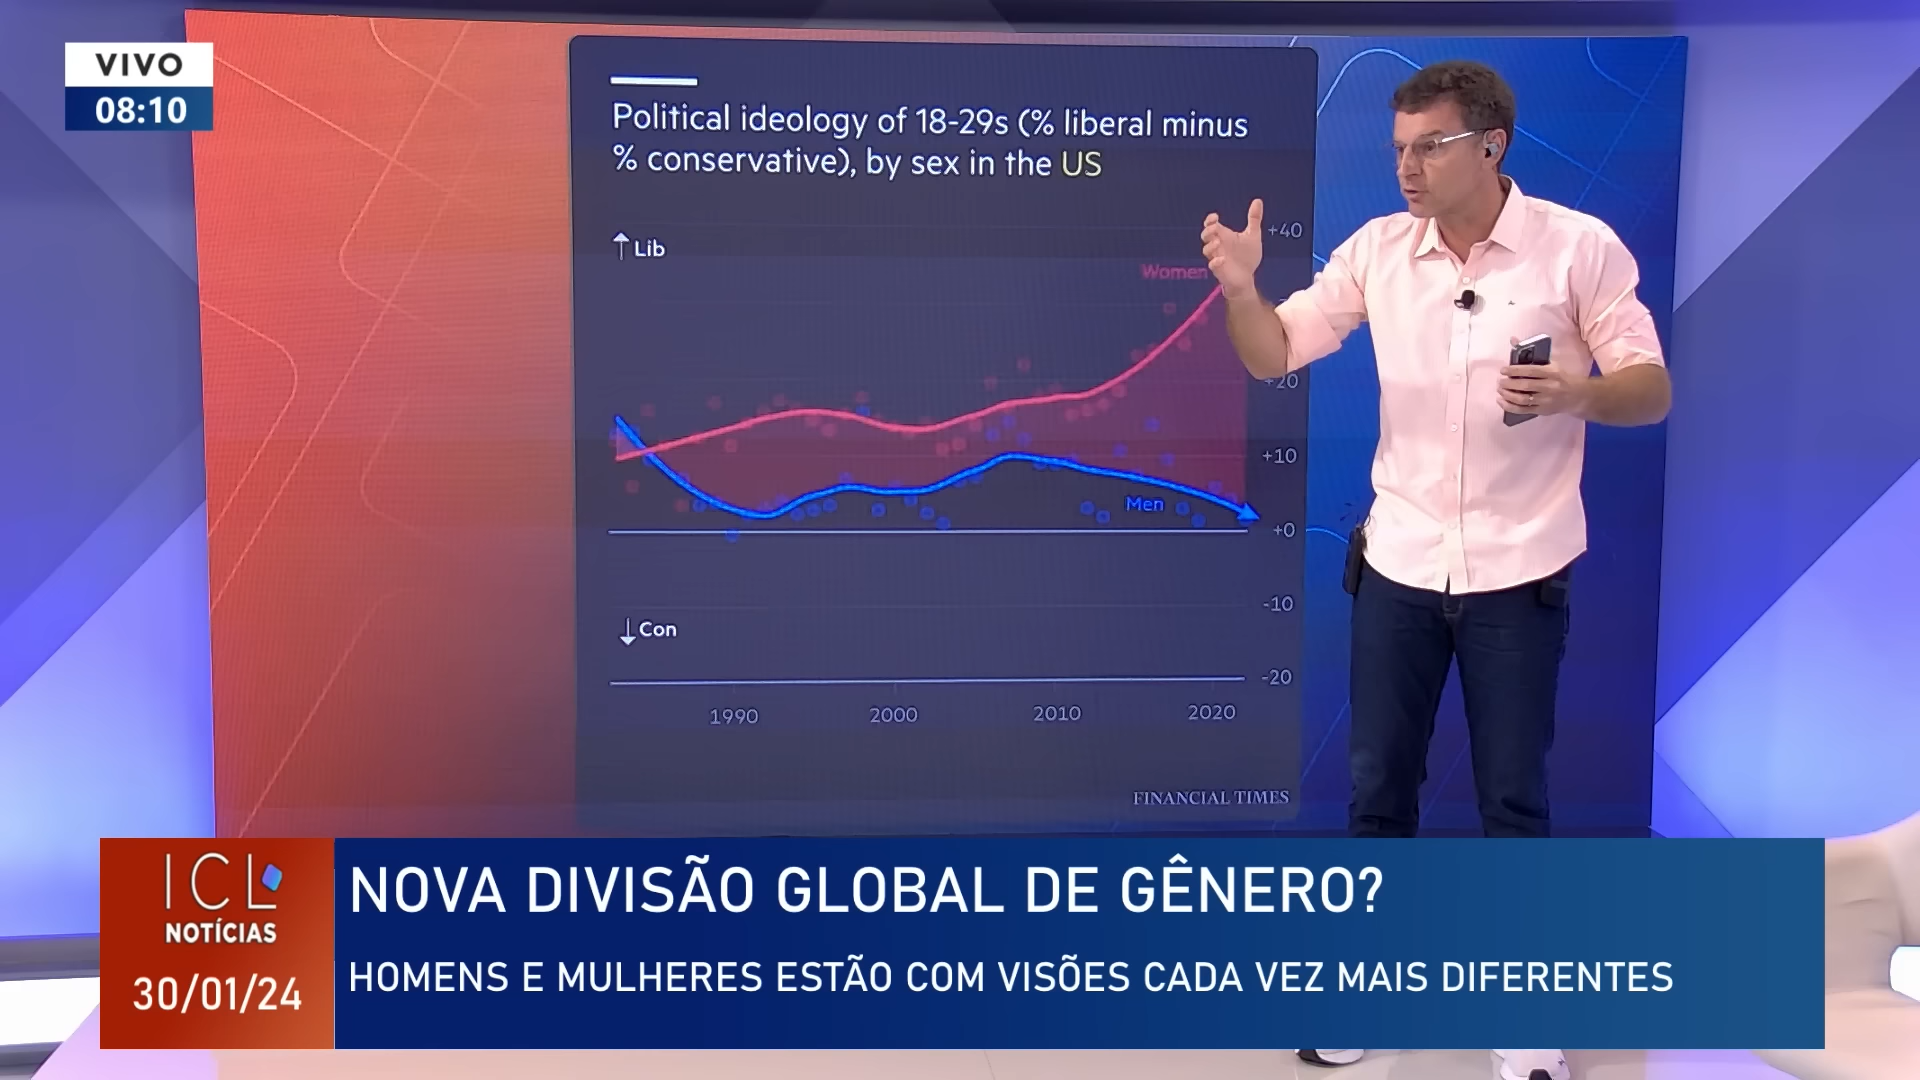 VIVO
08:10
Political ideology of 18-29s (% liberal minus
% conservative), by sex in the US
↑ Lib
+40
Women
+20
+10
Men
+0
-10
↓ Con
-20
1990 2000 2010 2020
FINANCIAL TIMES
ICL
NOTÍCIAS
30/01/24
NOVA DIVISÃO GLOBAL DE GÊNERO?
HOMENS E MULHERES ESTÃO COM VISÕES CADA VEZ MAIS DIFERENTES